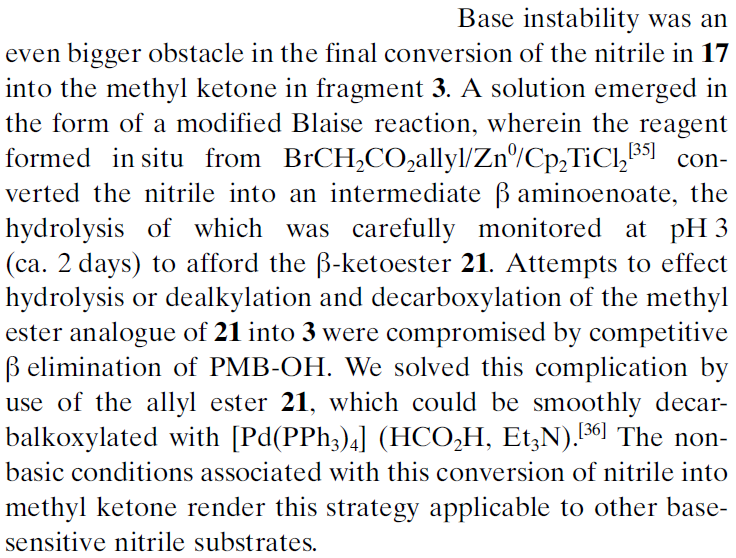 Base instability was an
even bigger obstacle in the final conversion of the nitrile in 17
into the methyl ketone in fragment 3. A solution emerged in
the form of a modified Blaise reaction, wherein the reagent
formed in situ from BrCH₂CO₂allyl/Zn⁰/Cp₂TiCl₂[35] con-
verted the nitrile into an intermediate β aminoenoate, the
hydrolysis of which was carefully monitored at pH 3
(ca. 2 days) to afford the β-ketoester 21. Attempts to effect
hydrolysis or dealkylation and decarboxylation of the methyl
ester analogue of 21 into 3 were compromised by competitive
β elimination of PMB-OH. We solved this complication by
use of the allyl ester 21, which could be smoothly decar-
balkoxylated with [Pd(PPh₃)₄] (HCO₂H, Et₃N).[36] The non-
basic conditions associated with this conversion of nitrile into
methyl ketone render this strategy applicable to other base-
sensitive nitrile substrates.